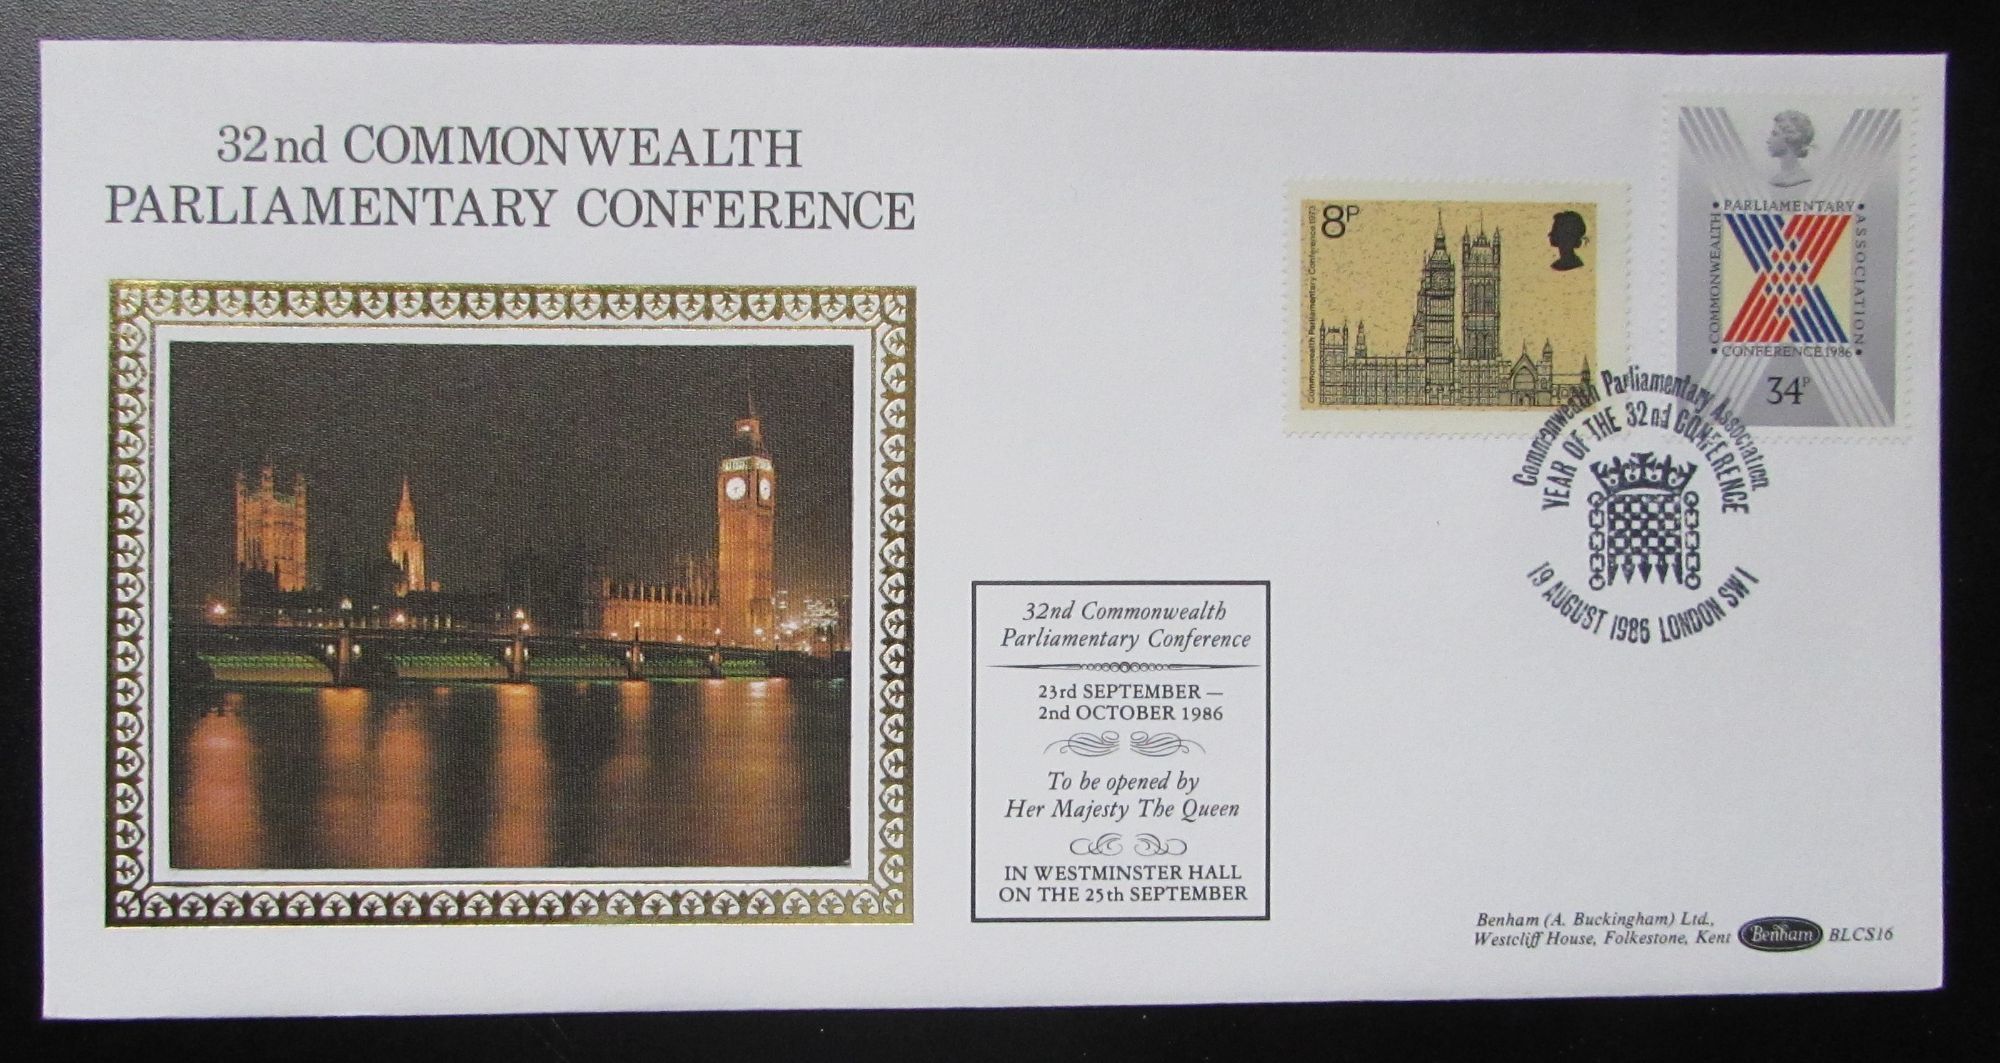 32nd COMMONWEALTH
PARLIAMENTARY CONFERENCE
8P
Commonwealth Parliamentary Conference 1973
• PARLIAMENTARY •
COMMONWEALTH
ASSOCIATION
• CONFERENCE 1986 •
34P
Commonwealth Parliamentary Association.
YEAR OF THE 32nd CONFERENCE
19 AUGUST 1986 LONDON SW1
32nd Commonwealth
Parliamentary Conference
23rd SEPTEMBER —
2nd OCTOBER 1986
To be opened by
Her Majesty The Queen
IN WESTMINSTER HALL
ON THE 25th SEPTEMBER
Benham (A. Buckingham) Ltd.,
Westcliff House, Folkestone, Kent Benham BLCS16